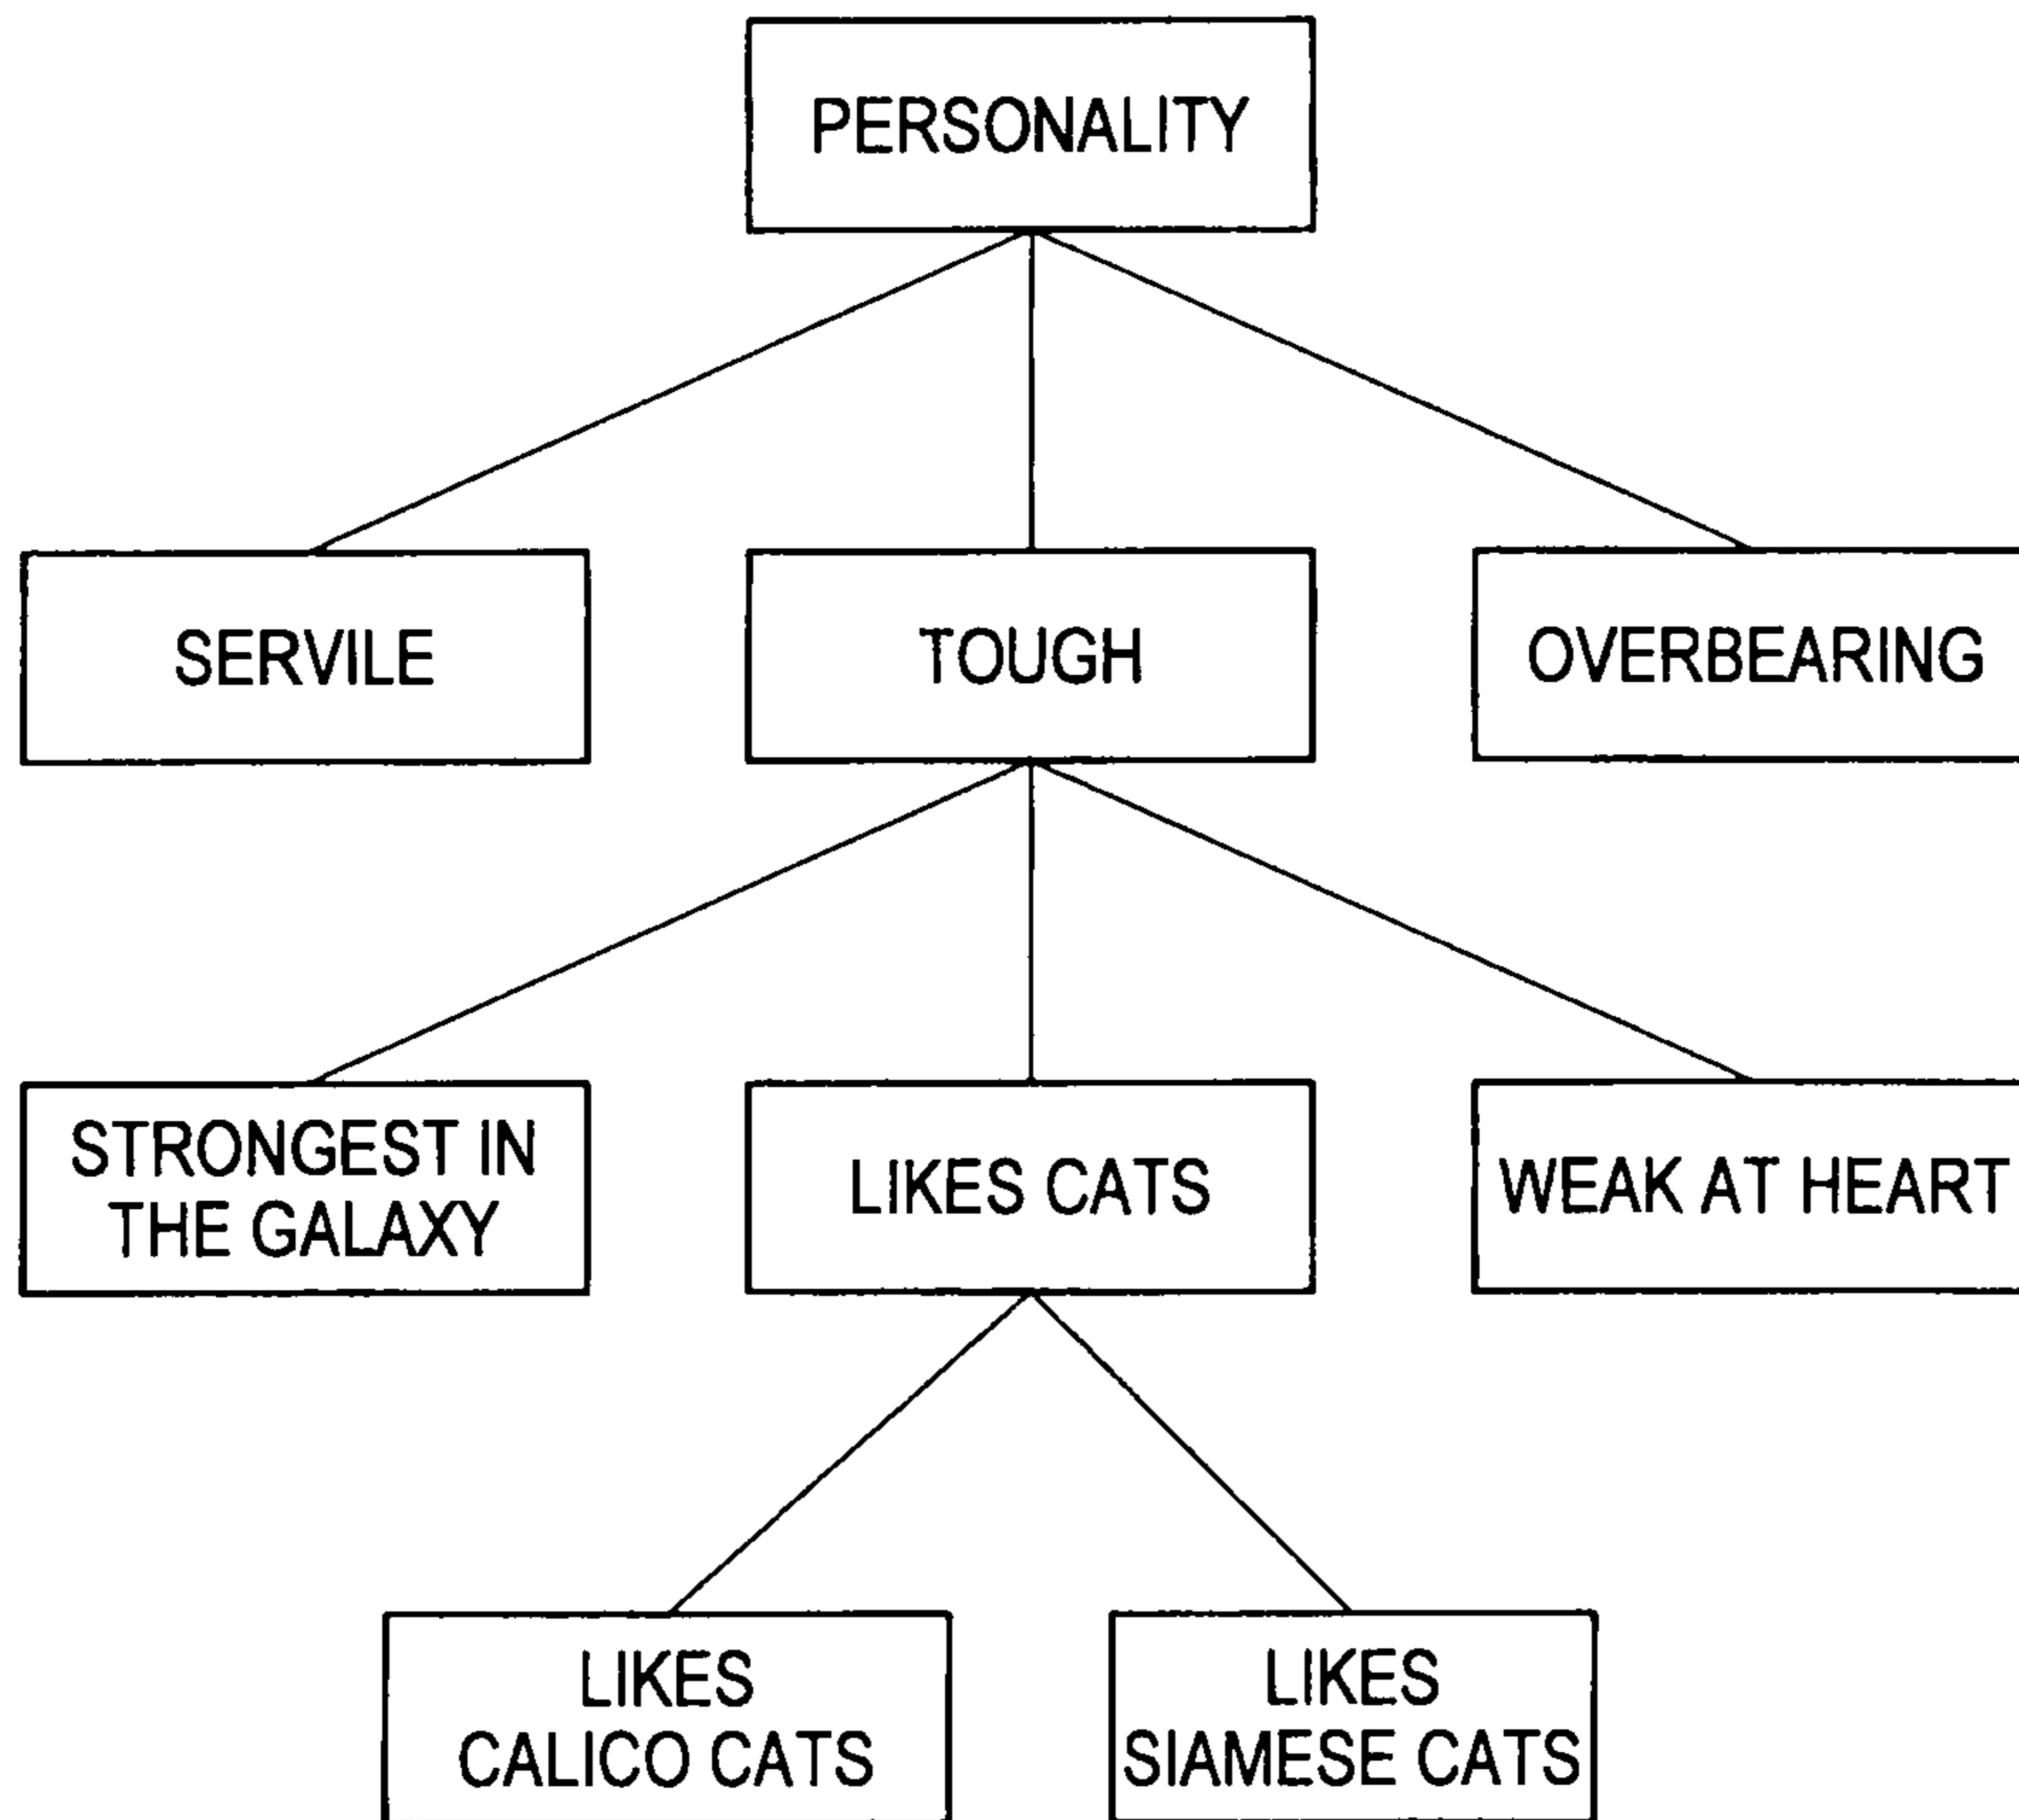 PERSONALITY
SERVILE
TOUGH
OVERBEARING
STRONGEST IN
THE GALAXY
LIKES CATS
WEAK AT HEART
LIKES
CALICO CATS
LIKES
SIAMESE CATS